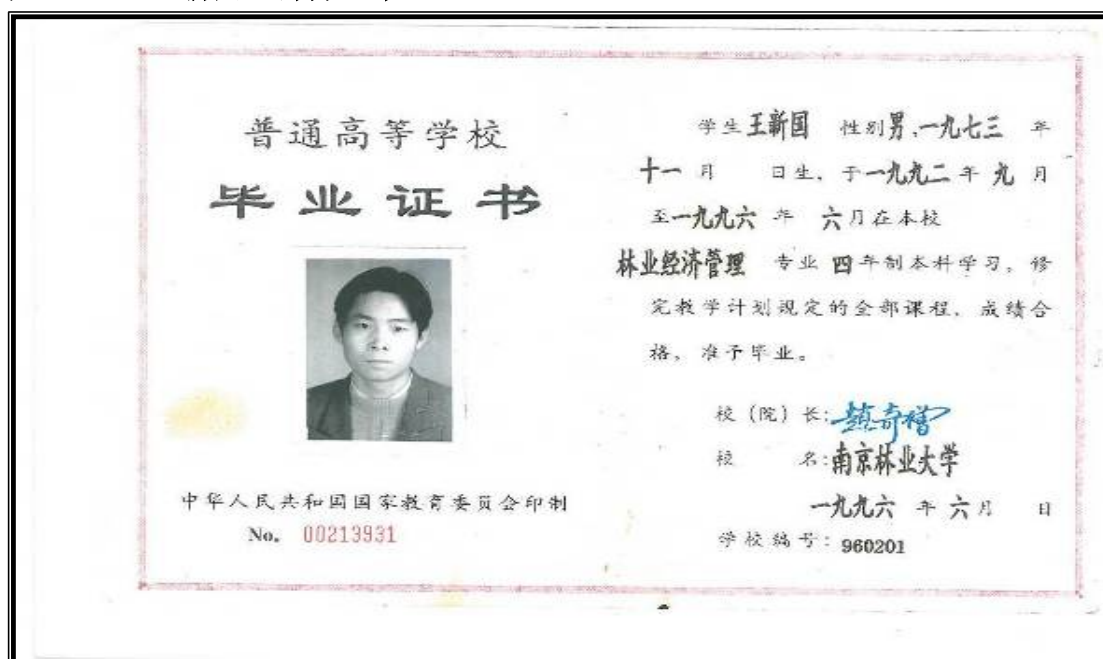 普通高等学校
毕业证书
中华人民共和国国家教育委员会印制
No. 00213931
学生王新国 性别男,一九七三 年
十一 月 日生, 于一九九二年 九 月
至一九九六 年 六月在本校
林业经济管理 专业 四年制本科学习, 修
完教学计划规定的全部课程, 成绩合
格, 准予毕业。
校(院)长:
校 名:南京林业大学
一九九六 年 六月 日
学校编号: 960201